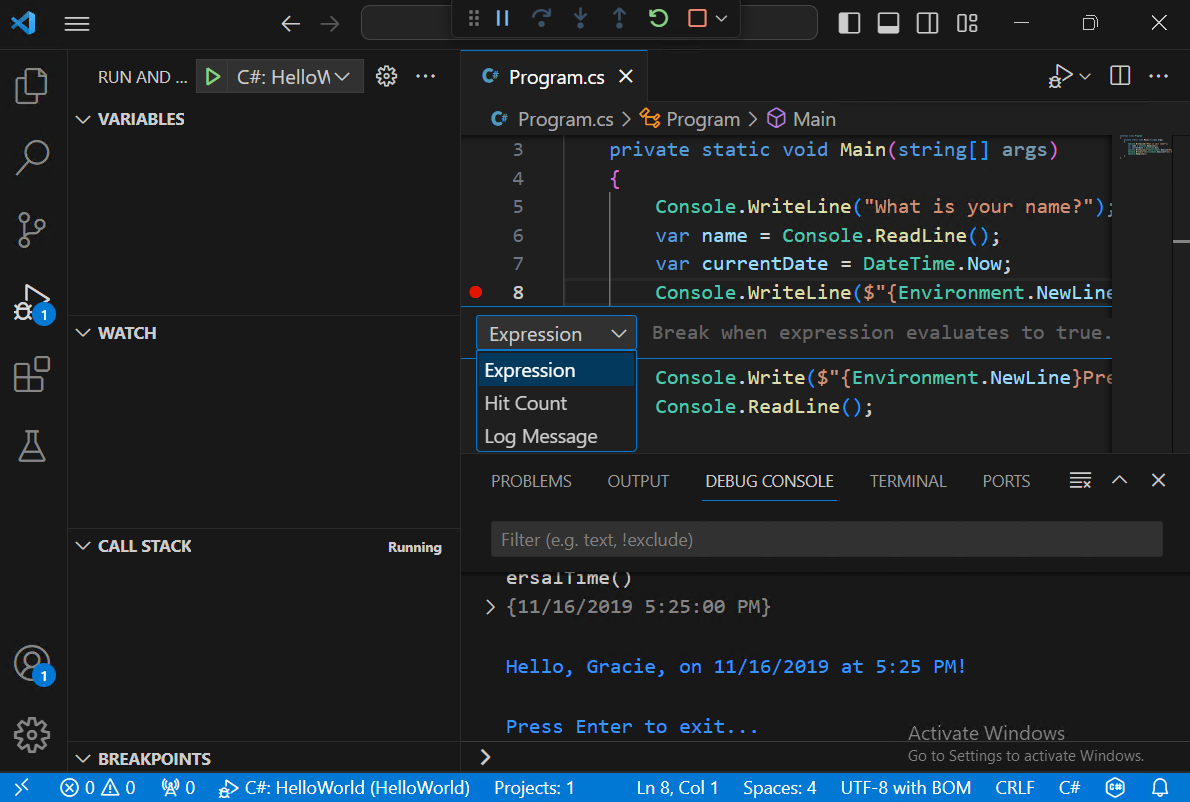 RUN AND ... C#: HelloW
VARIABLES
WATCH
CALL STACK Running
BREAKPOINTS
1
1
C# Program.cs
C# Program.cs > Program > Main
3 private static void Main(string[] args)
4 {
5 Console.WriteLine("What is your name?");
6 var name = Console.ReadLine();
7 var currentDate = DateTime.Now;
8 Console.WriteLine($"{Environment.NewLine
Expression Break when expression evaluates to true.
Expression
Hit Count
Log Message
Console.Write($"{Environment.NewLine}Pre
Console.ReadLine();
PROBLEMS OUTPUT DEBUG CONSOLE TERMINAL PORTS
Filter (e.g. text, !exclude)
ersalTime()
> {11/16/2019 5:25:00 PM}
Hello, Gracie, on 11/16/2019 at 5:25 PM!
Press Enter to exit...
>
Activate Windows
Go to Settings to activate Windows.
0 0 0 C#: HelloWorld (HelloWorld) Projects: 1 Ln 8, Col 1 Spaces: 4 UTF-8 with BOM CRLF C#